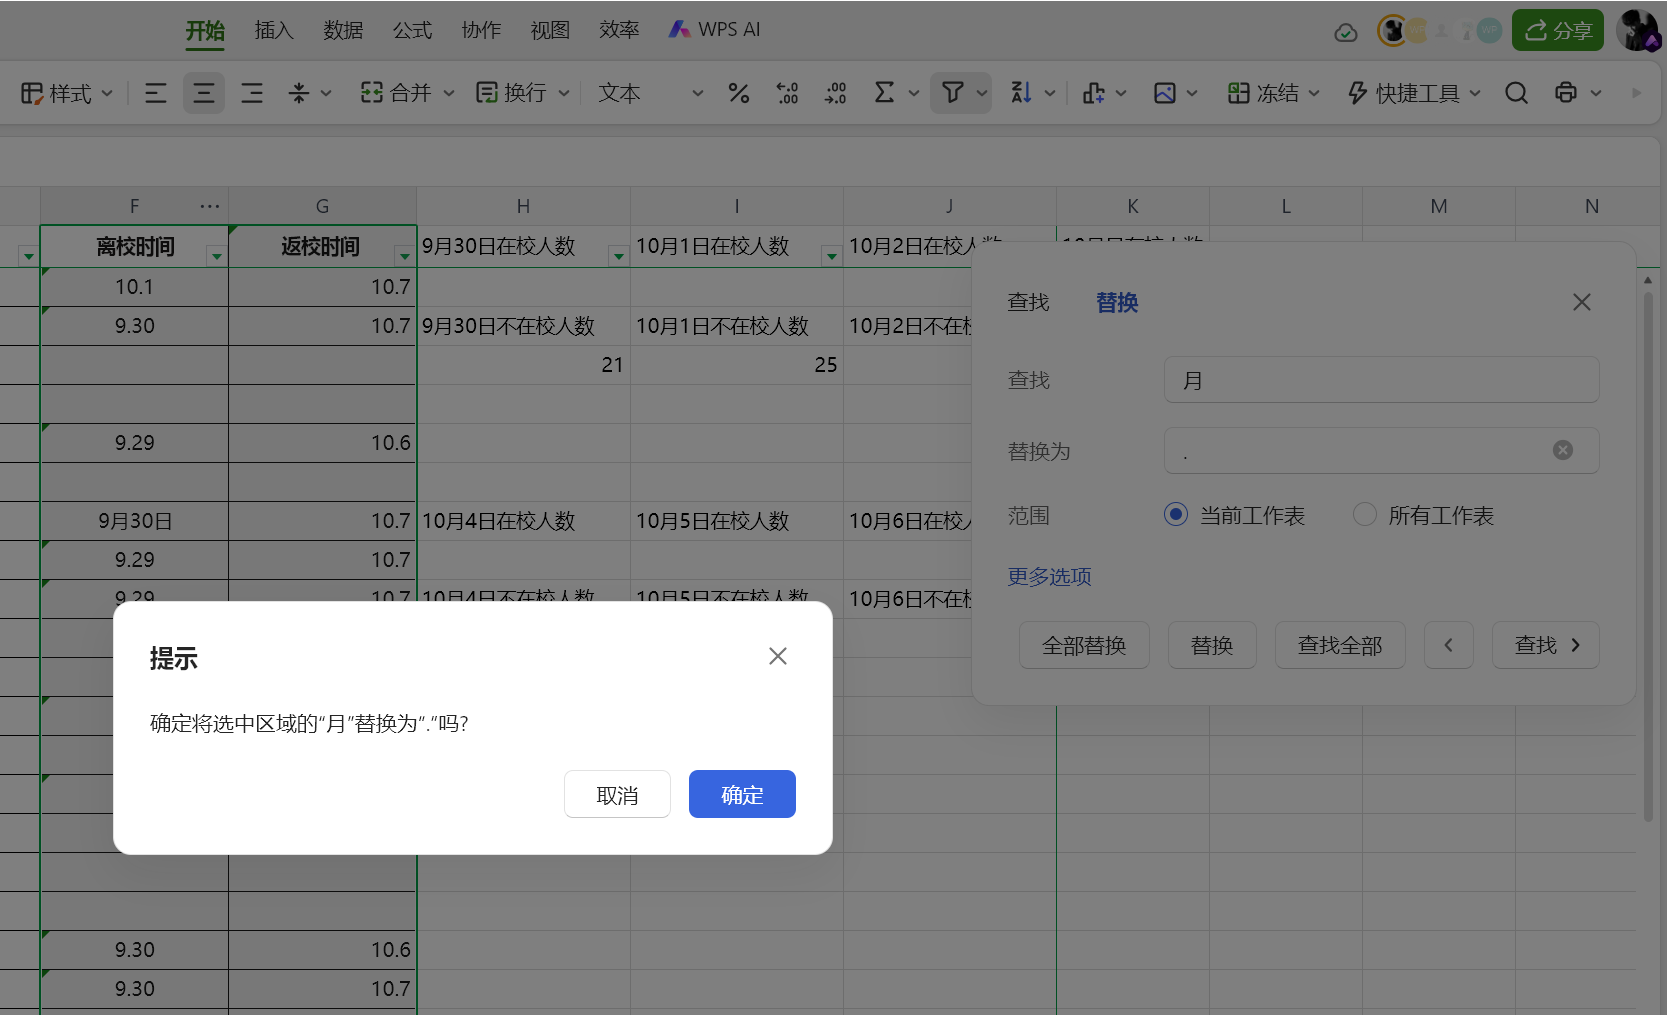 开始 插入 数据 公式 协作 视图 效率 WPS AI 分享
样式 合并 换行 文本 冻结 快捷工具
F ... G H I J K L M N
离校时间 返校时间 9月30日在校人数 10月1日在校人数 10月2日在校人数
10.1 10.7
9.30 10.7 9月30日不在校人数 10月1日不在校人数 10月2日不在校
21 25
9.29 10.6
9月30日 10.7 10月4日在校人数 10月5日在校人数 10月6日在校人
9.29 10.7
9.29 10.7 10月4日不在校人数 10月5日不在校人数 10月6日不在校
9.30 10.6
9.30 10.7
查找 替换
查找 月
替换为 .
范围 当前工作表 所有工作表
更多选项
全部替换 替换 查找全部 查找
提示
确定将选中区域的“月”替换为“.”吗?
取消 确定